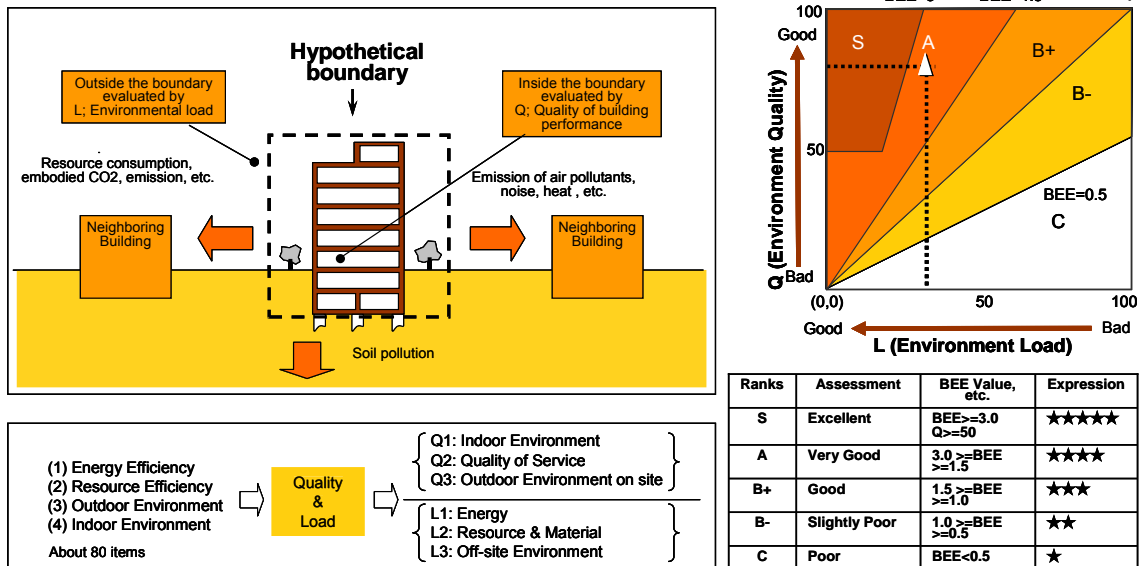 Hypothetical
boundary
Outside the boundary
evaluated by
L; Environmental load
Inside the boundary
evaluated by
Q; Quality of building
performance
Resource consumption,
embodied CO2, emission, etc.
Emission of air pollutants,
noise, heat , etc.
Neighboring
Building
Neighboring
Building
Soil pollution
(1) Energy Efficiency
(2) Resource Efficiency
(3) Outdoor Environment
(4) Indoor Environment
About 80 items
Quality
&
Load
Q1: Indoor Environment
Q2: Quality of Service
Q3: Outdoor Environment on site
L1: Energy
L2: Resource & Material
L3: Off-site Environment
100
Good
S
A
B+
B-
50
BEE=0.5
C
Q (Environment Quality)
Bad
(0,0)
50
100
Good
Bad
L (Environment Load)
Ranks Assessment BEE Value, etc. Expression
S Excellent BEE>=3.0 ★★★★★
Q>=50
A Very Good 3.0 >=BEE ★★★★
>=1.5
B+ Good 1.5 >=BEE ★★★
>=1.0
B- Slightly Poor 1.0 >=BEE ★★
>=0.5
C Poor BEE<0.5 ★